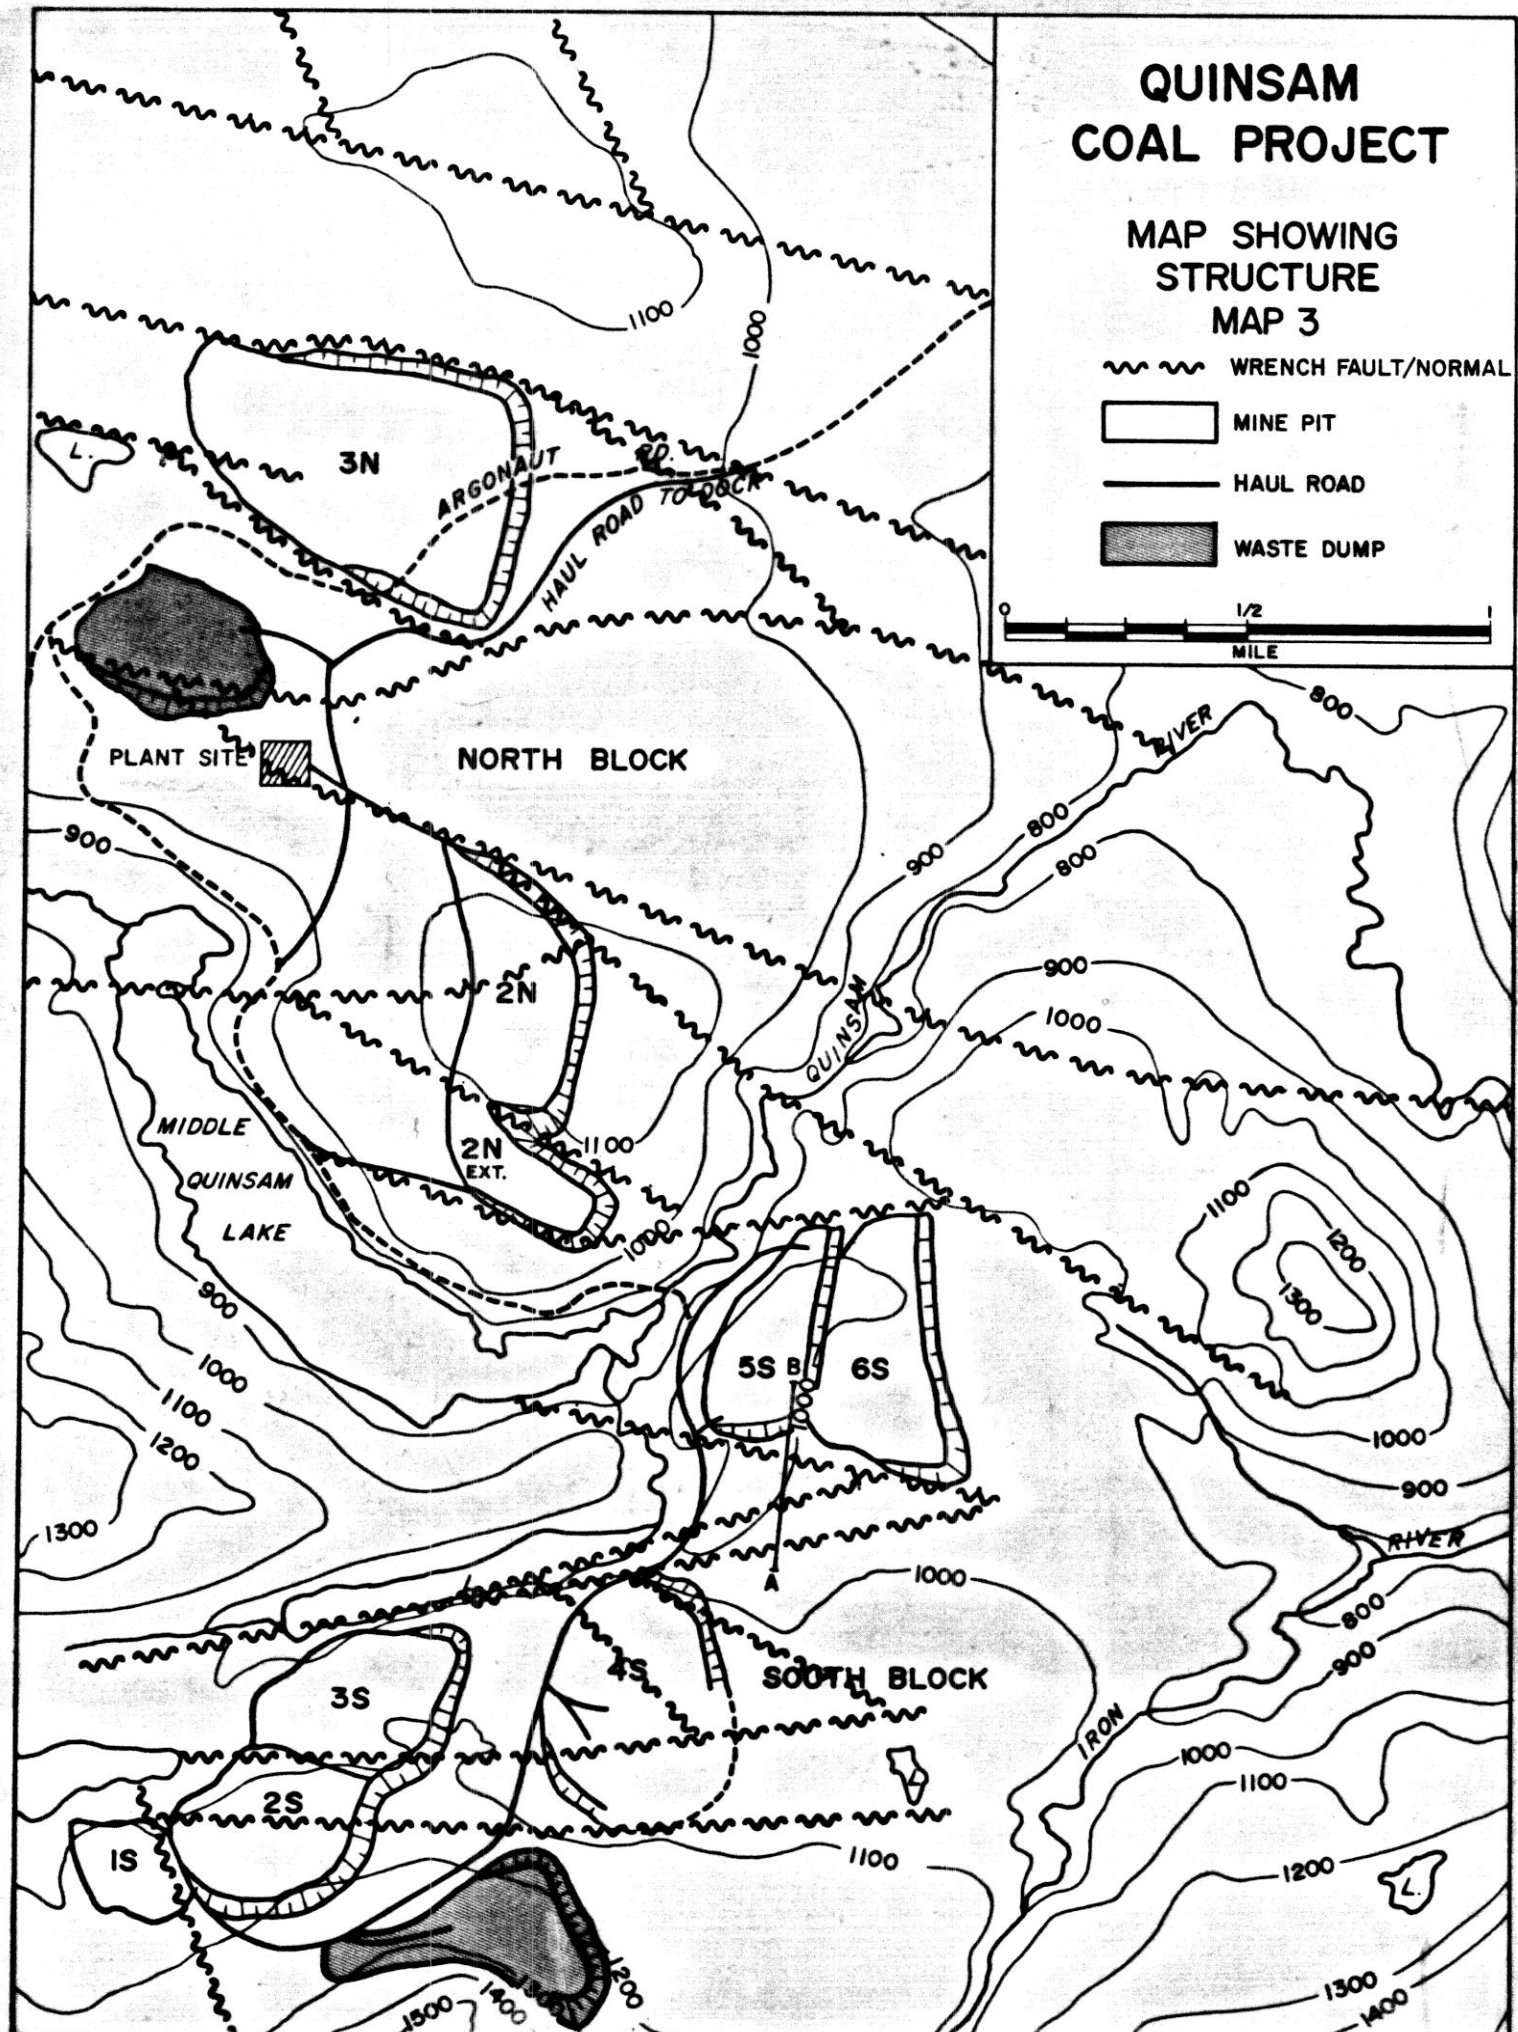 QUINSAM
COAL PROJECT
MAP SHOWING
STRUCTURE
MAP 3
WRENCH FAULT/NORMAL
MINE PIT
HAUL ROAD
WASTE DUMP
0 1/2 1
MILE
1100
1000
L.
3N
ARGONAUT RD.
HAUL ROAD TO DOCK
800
RIVER
PLANT SITE
NORTH BLOCK
900
800
900
800
900
2N
QUINSAM
1000
MIDDLE
QUINSAM
LAKE
2N
EXT.
1100
1000
1100
1200
1300
900
1000
1100
1200
1300
5S B 6S
1000
1000
900
RIVER
A
1000
800
900
4S
SOUTH BLOCK
3S
IRON
1000
1100
L
2S
1S
1100
1200
L.
1200
1300
1400
1500
1300
1400